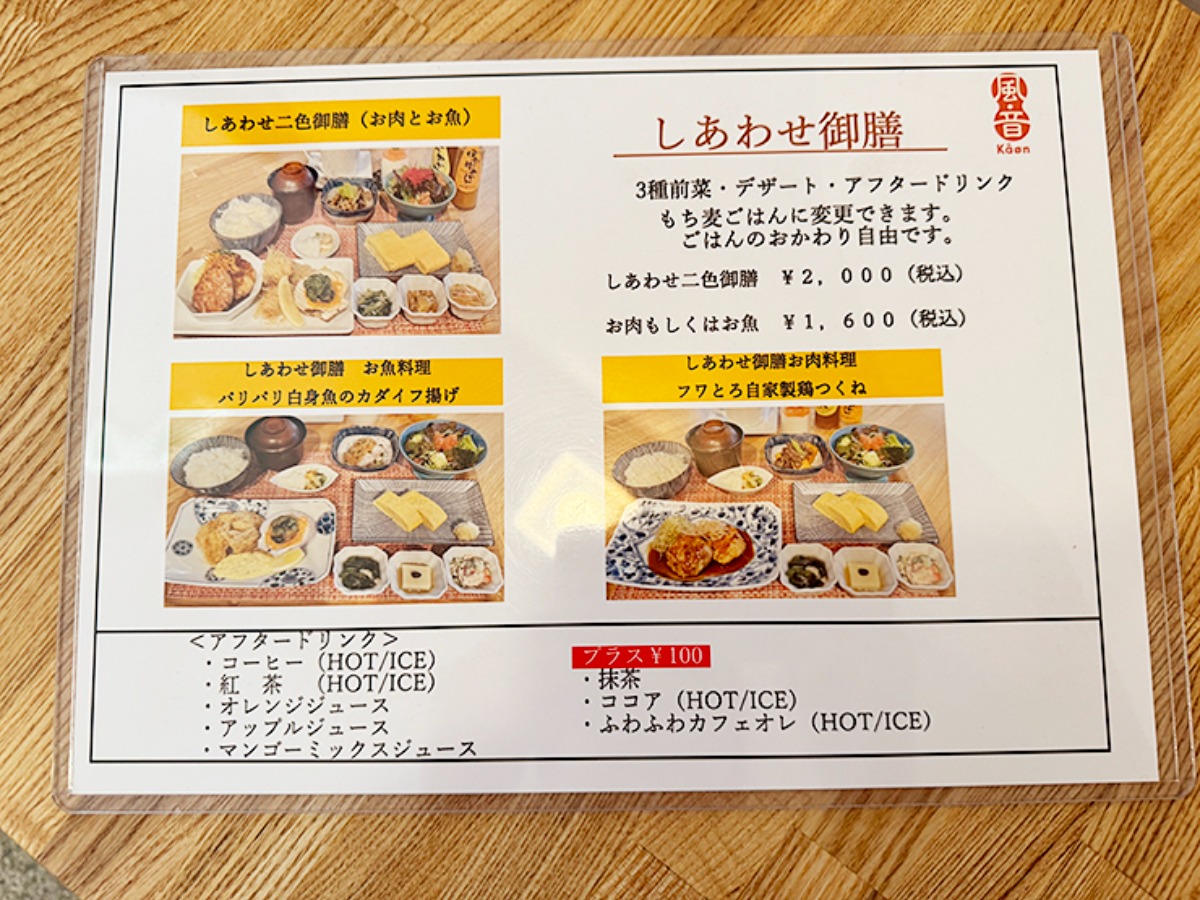 しあわせ二色御膳（お肉とお魚）
風・音
Kâon
しあわせ御膳
3種前菜・デザート・アフタードリンク
もち麦ごはんに変更できます。
ごはんのおかわり自由です。
しあわせ二色御膳　￥２，０００（税込）
お肉もしくはお魚　￥１，６００（税込）
しあわせ御膳　お魚料理
パリパリ白身魚のカダイフ揚げ
しあわせ御膳お肉料理
フワとろ自家製鶏つくね
＜アフタードリンク＞
・コーヒー（HOT/ICE）
・紅　茶　（HOT/ICE）
・オレンジジュース
・アップルジュース
・マンゴーミックスジュース
プラス￥100
・抹茶
・ココア（HOT/ICE）
・ふわふわカフェオレ（HOT/ICE）